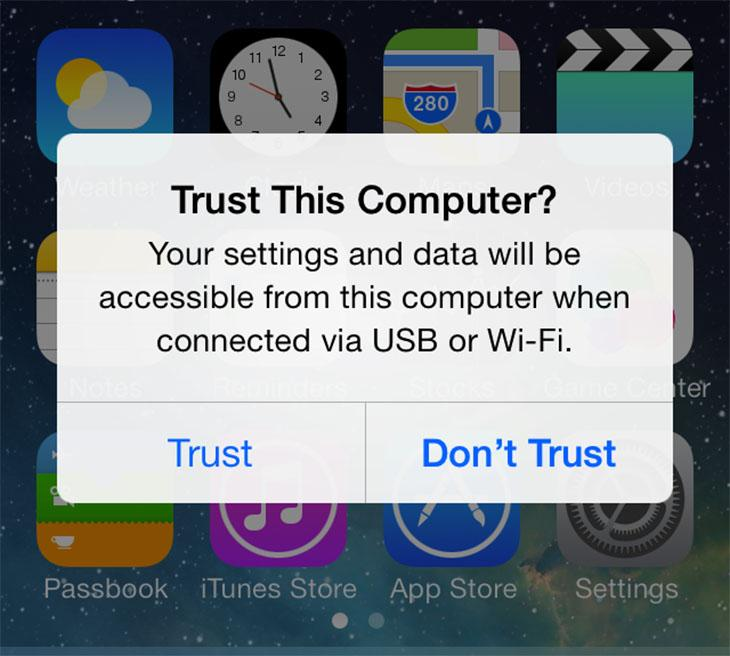 11 12 1
10 2
9 3
8 4
280
Weather Maps Videos
Trust This Computer?
Your settings and data will be
accessible from this computer when
connected via USB or Wi-Fi.
Notes Reminders Stocks Game Center
Trust Don’t Trust
Passbook iTunes Store App Store Settings